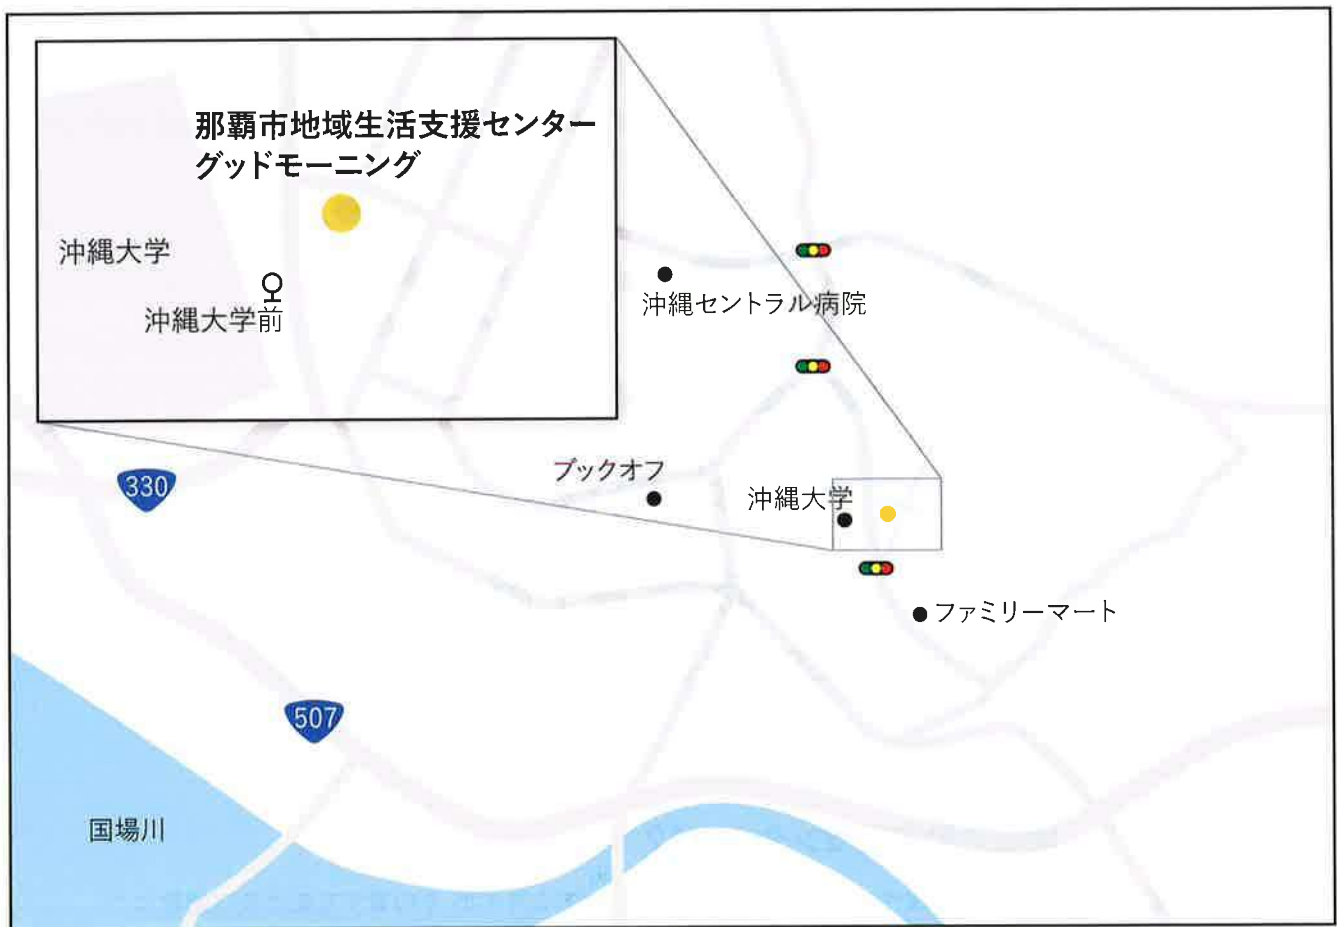 那覇市地域生活支援センター
グッドモーニング
沖縄大学
沖縄大学前
沖縄セントラル病院
ブックオフ
330
沖縄大学
ファミリーマート
507
国場川